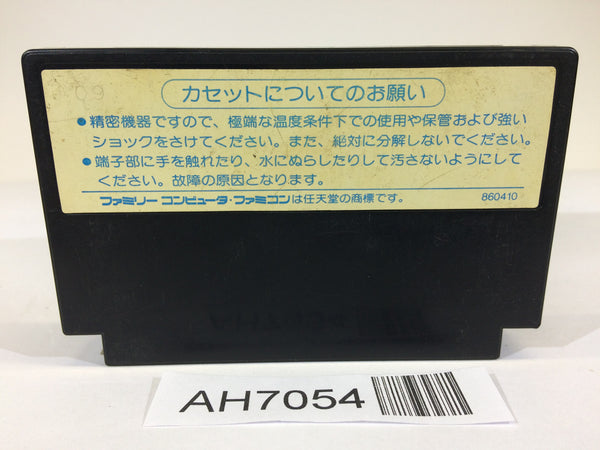 カセットについてのお願い
●精密機器ですので、極端な温度条件下での使用や保管および強い
ショックをさけてください。また、絶対に分解しないでください。
●端子部に手を触れたり、水にぬらしたりして汚さないようにして
ください。故障の原因となります。
ファミリーコンピュータ・ファミコンは任天堂の商標です。 860410
AH7054